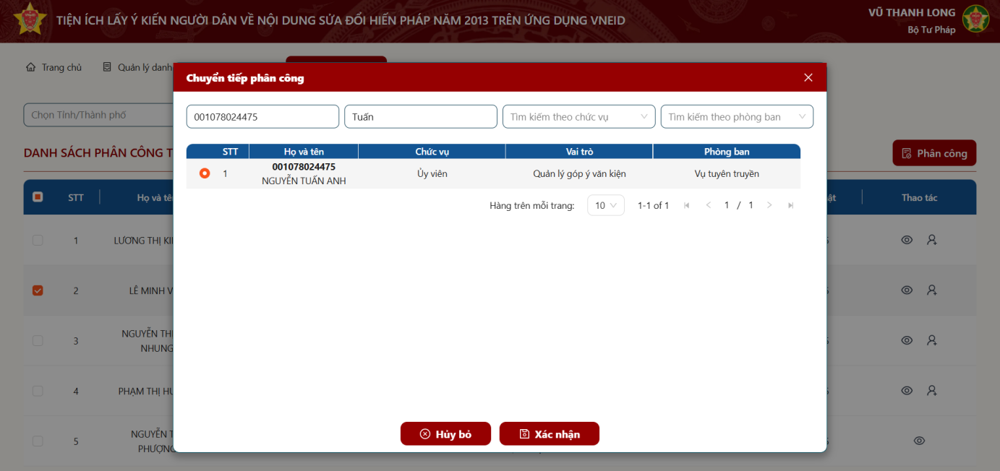 VNEID
TIỆN ÍCH LẤY Ý KIẾN NGƯỜI DÂN VỀ NỘI DUNG SỬA ĐỔI HIẾN PHÁP NĂM 2013 TRÊN ỨNG DỤNG VNEID
VŨ THANH LONG
Bộ Tư Pháp
Trang chủ
Quản lý danh
Chuyển tiếp phân công
Chọn Tỉnh/Thành phố
001078024475
Tuấn
Tìm kiếm theo chức vụ
Tìm kiếm theo phòng ban
DANH SÁCH PHÂN CÔNG T
Phân công
STT Họ và tên Chức vụ Vai trò Phòng ban
1 001078024475
NGUYỄN TUẤN ANH Ủy viên Quản lý góp ý văn kiện Vụ tuyên truyền
Hàng trên mỗi trang: 10 1-1 of 1 1 / 1
STT Họ và tê ật Thao tác
1 LƯƠNG THỊ KI
2 LÊ MINH V
3 NGUYỄN THỊ
NHUNG
4 PHẠM THỊ HƯ
5 NGUYỄN T
PHƯỢNG
Hủy bỏ
Xác nhận